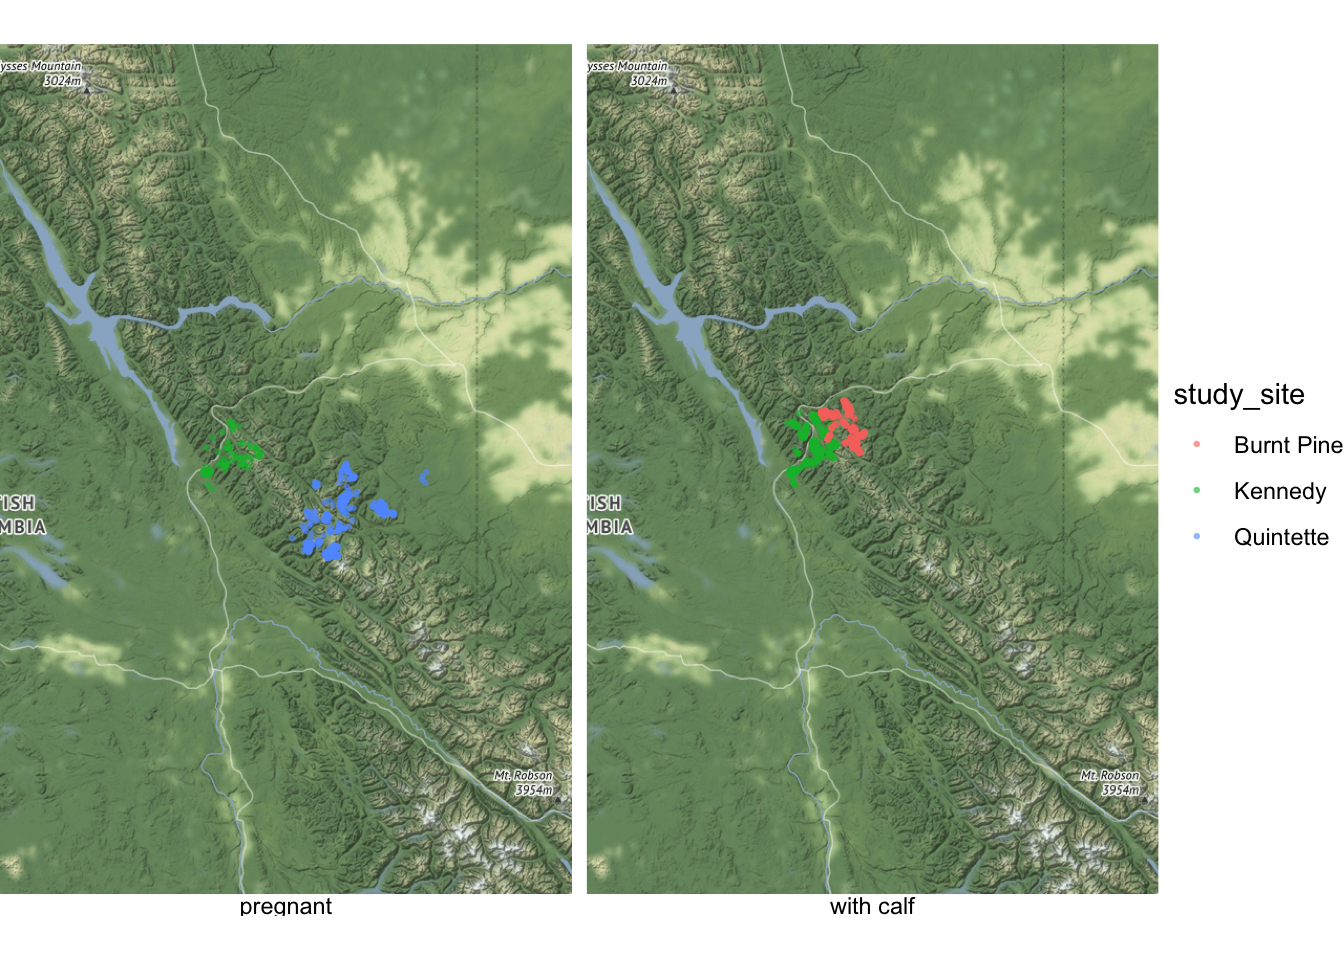 ysses Mountain
3024m
ysses Mountain
3024m
TISH
MBIA
TISH
MBIA
Mt. Robson
3954m
Mt. Robson
3954m
pregnant
with calf
study_site
Burnt Pine
Kennedy
Quintette